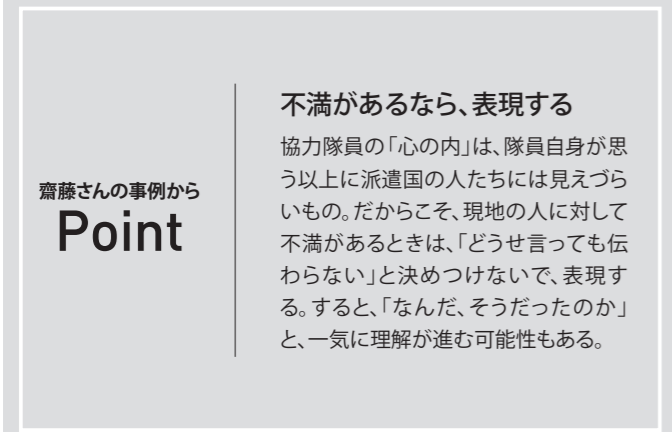 齋藤さんの事例から
Point
不満があるなら、表現する
協力隊員の「心の内」は、隊員自身が思
う以上に派遣国の人たちには見えづら
いもの。だからこそ、現地の人に対して
不満があるときは、「どうせ言っても伝
わらない」と決めつけないで、表現す
る。すると、「なんだ、そうだったのか」
と、一気に理解が進む可能性もある。